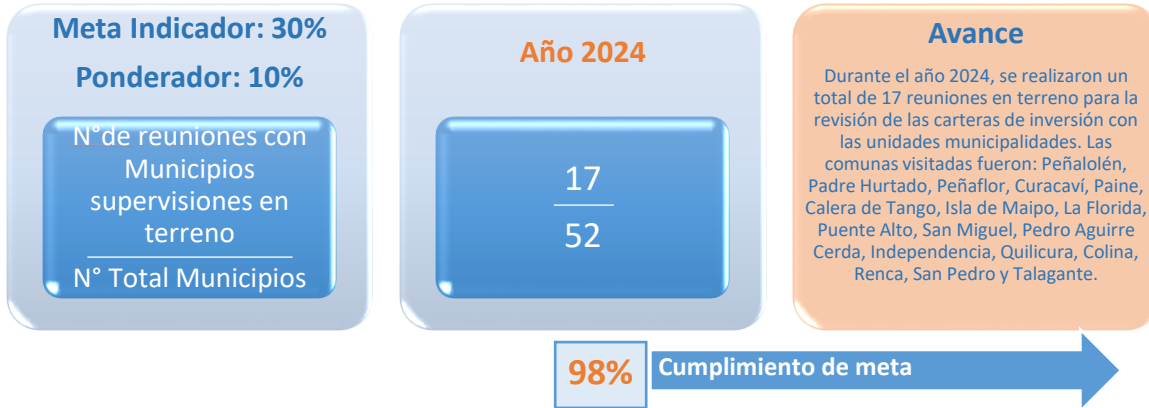 Meta Indicador: 30%
Ponderador: 10%
N°de reuniones con
Municipios
supervisiones en
terreno
N° Total Municipios
Año 2024
17
52
Avance
Durante el año 2024, se realizaron un
total de 17 reuniones en terreno para la
revisión de las carteras de inversión con
las unidades municipalidades. Las
comunas visitadas fueron: Peñalolén,
Padre Hurtado, Peñaflor, Curacaví, Paine,
Calera de Tango, Isla de Maipo, La Florida,
Puente Alto, San Miguel, Pedro Aguirre
Cerda, Independencia, Quilicura, Colina,
Renca, San Pedro y Talagante.
98%
Cumplimiento de meta